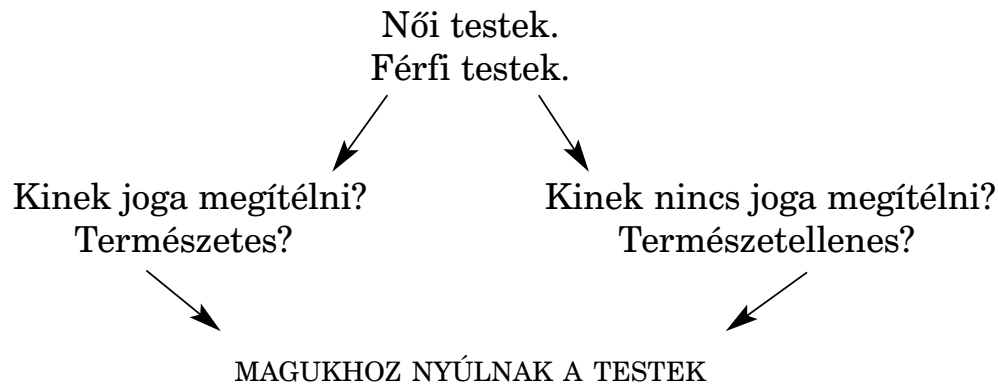 Női testek.
Férfi testek.
Kinek joga megítélni?
Természetes?
Kinek nincs joga megítélni?
Természetellenes?
MAGUKHOZ NYÚLNAK A TESTEK